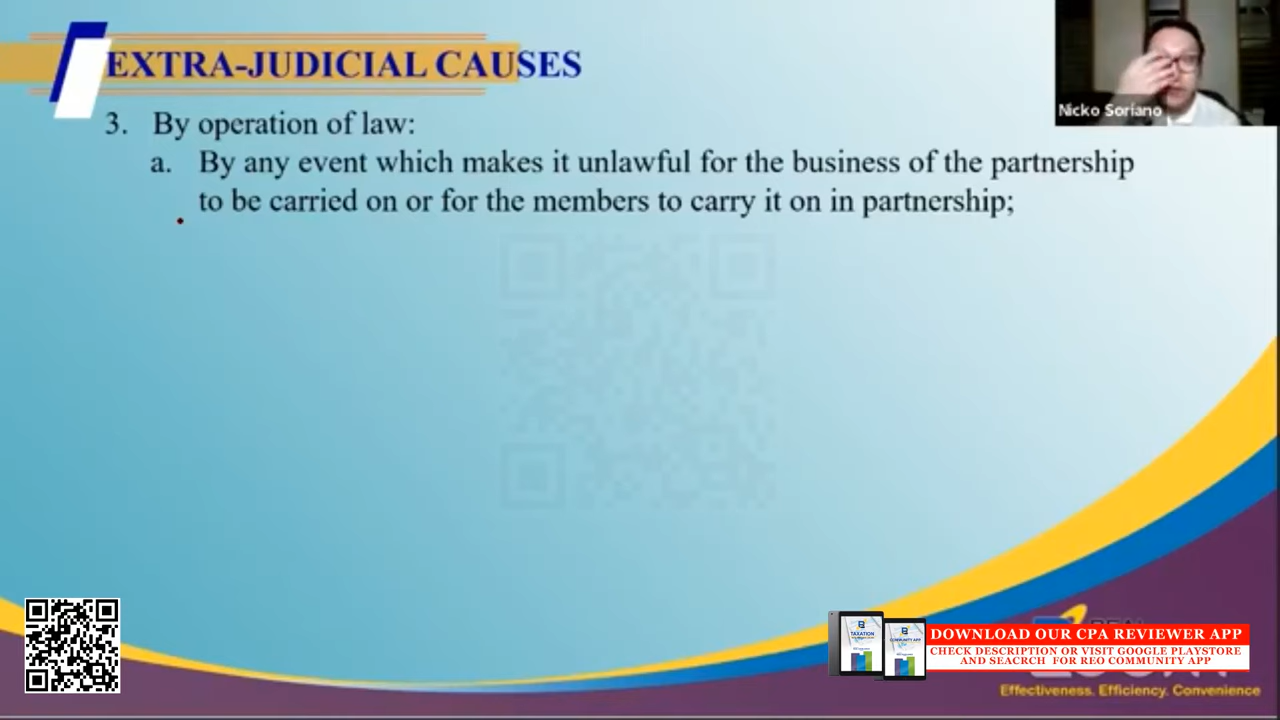 EXTRA-JUDICIAL CAUSES
Nicko Soriano
3. By operation of law:
a. By any event which makes it unlawful for the business of the partnership
to be carried on or for the members to carry it on in partnership;
TAXATION
COMMUNITY APP
DOWNLOAD OUR CPA REVIEWER APP
CHECK DESCRIPTION OR VISIT GOOGLE PLAYSTORE
AND SEACRCH FOR REO COMMUNITY APP
Effectiveness. Efficiency. Convenience